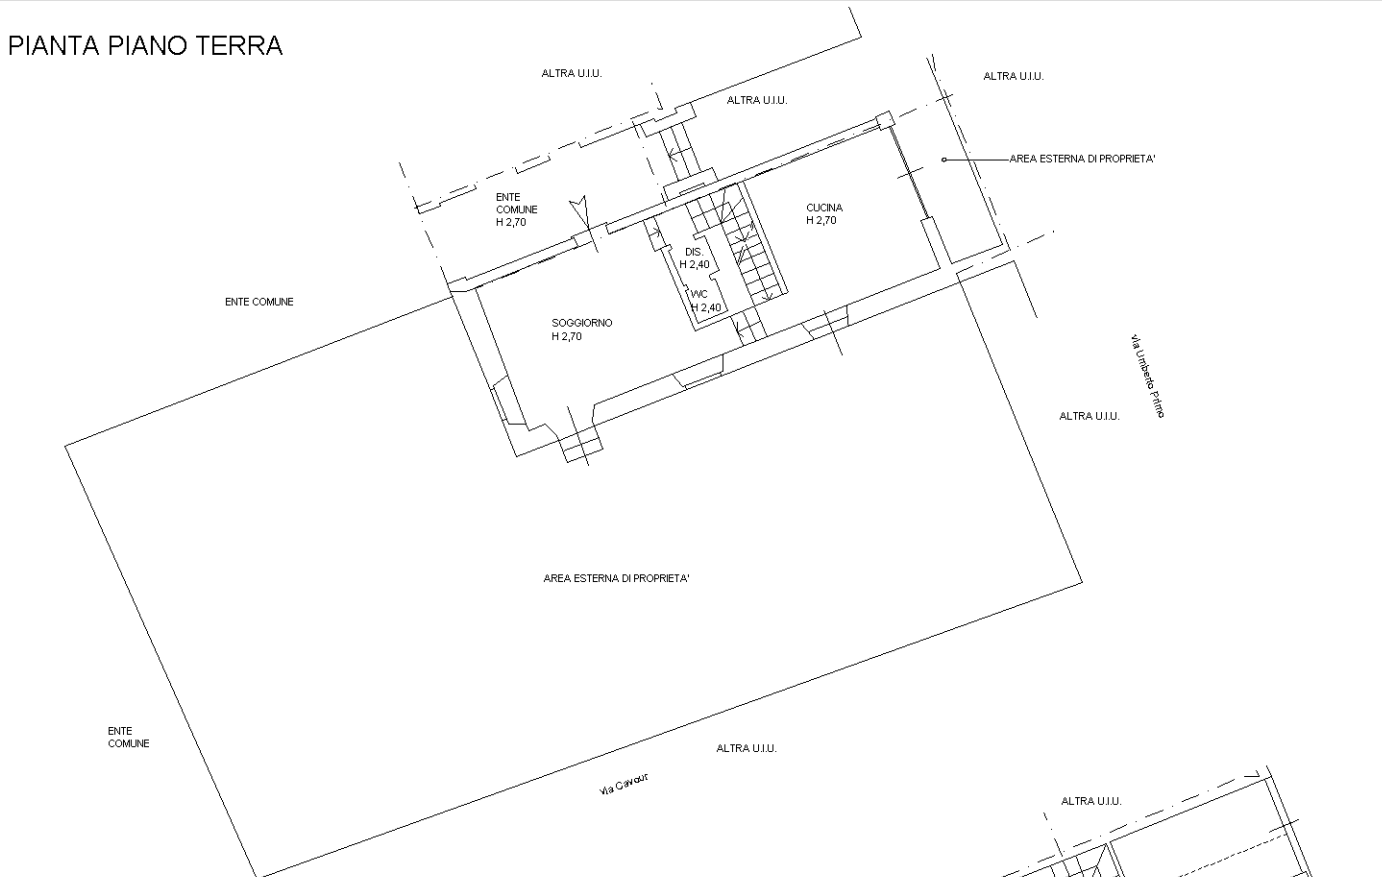 PIANTA PIANO TERRA
ALTRA U.I.U.
ALTRA U.I.U.
ALTRA U.I.U.
AREA ESTERNA DI PROPRIETA'
ENTE
COMUNE
H 2,70
CUCINA
H 2,70
DIS.
H 2,40
WC
H 2,40
ENTE COMUNE
SOGGIORNO
H 2,70
via Umberto Primo
ALTRA U.I.U.
AREA ESTERNA DI PROPRIETA'
ENTE
COMUNE
ALTRA U.I.U.
via Cavour
ALTRA U.I.U.